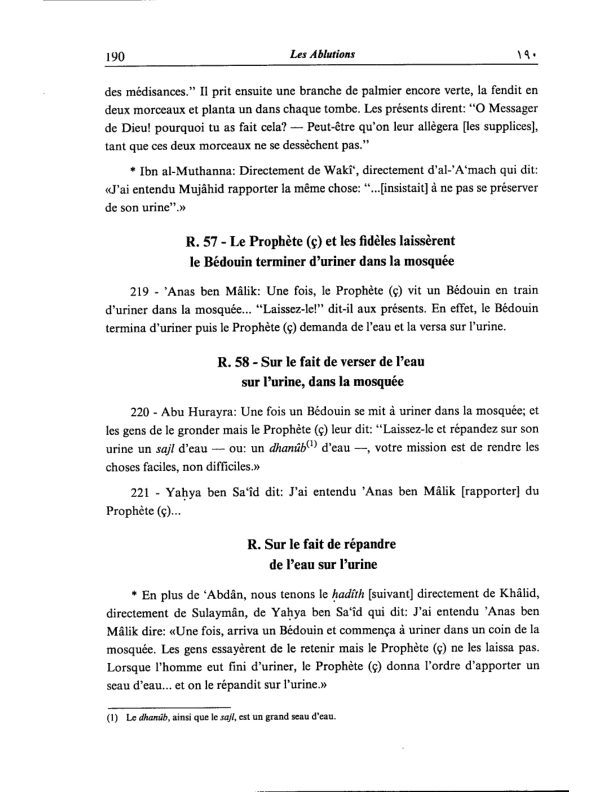 190 Les Ablutions ١٩٠
des médisances.” Il prit ensuite une branche de palmier encore verte, la fendit en
deux morceaux et planta un dans chaque tombe. Les présents dirent: “O Messager
de Dieu! pourquoi tu as fait cela? — Peut-être qu’on leur allègera [les supplices],
tant que ces deux morceaux ne se dessèchent pas.”
* Ibn al-Muthanna: Directement de Wakî‘, directement d’al-’A‘mach qui dit:
«J’ai entendu Mujâhid rapporter la même chose: “...[insistait] à ne pas se préserver
de son urine”.»
R. 57 - Le Prophète (ç) et les fidèles laissèrent
le Bédouin terminer d’uriner dans la mosquée
219 - ’Anas ben Mâlik: Une fois, le Prophète (ç) vit un Bédouin en train
d’uriner dans la mosquée... “Laissez-le!” dit-il aux présents. En effet, le Bédouin
termina d’uriner puis le Prophète (ç) demanda de l’eau et la versa sur l’urine.
R. 58 - Sur le fait de verser de l’eau
sur l’urine, dans la mosquée
220 - Abu Hurayra: Une fois un Bédouin se mit à uriner dans la mosquée; et
les gens de le gronder mais le Prophète (ç) leur dit: “Laissez-le et répandez sur son
urine un sajl d’eau — ou: un dhanûb(1) d’eau —, votre mission est de rendre les
choses faciles, non difficiles.»
221 - Yaḥya ben Sa‘îd dit: J’ai entendu ’Anas ben Mâlik [rapporter] du
Prophète (ç)...
R. Sur le fait de répandre
de l’eau sur l’urine
* En plus de ‘Abdân, nous tenons le ḥadîth [suivant] directement de Khâlid,
directement de Sulaymân, de Yaḥya ben Sa‘îd qui dit: J’ai entendu ’Anas ben
Mâlik dire: «Une fois, arriva un Bédouin et commença à uriner dans un coin de la
mosquée. Les gens essayèrent de le retenir mais le Prophète (ç) ne les laissa pas.
Lorsque l’homme eut fini d’uriner, le Prophète (ç) donna l’ordre d’apporter un
seau d’eau... et on le répandit sur l’urine.»
(1) Le dhanûb, ainsi que le sajl, est un grand seau d’eau.